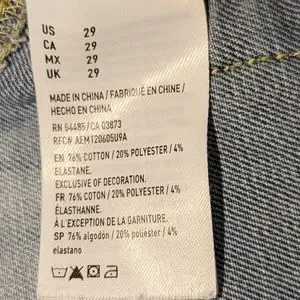 US 29
CA 29
MX 29
UK 29
MADE IN CHINA / FABRIQUÉ EN CHINE /
HECHO EN CHINA
RN 54485/CA 03873
EN 76% COTTON / 20% POLYESTER / 4%
ELASTANE.
EXCLUSIVE OF DECORATION.
FR 76% COTON / 20% POLYESTER / 4%
ÉLASTHANNE.
À L'EXCEPTION DE LA GARNITURE.
SP 76% algodón / 20% poliéster / 4%
elastano